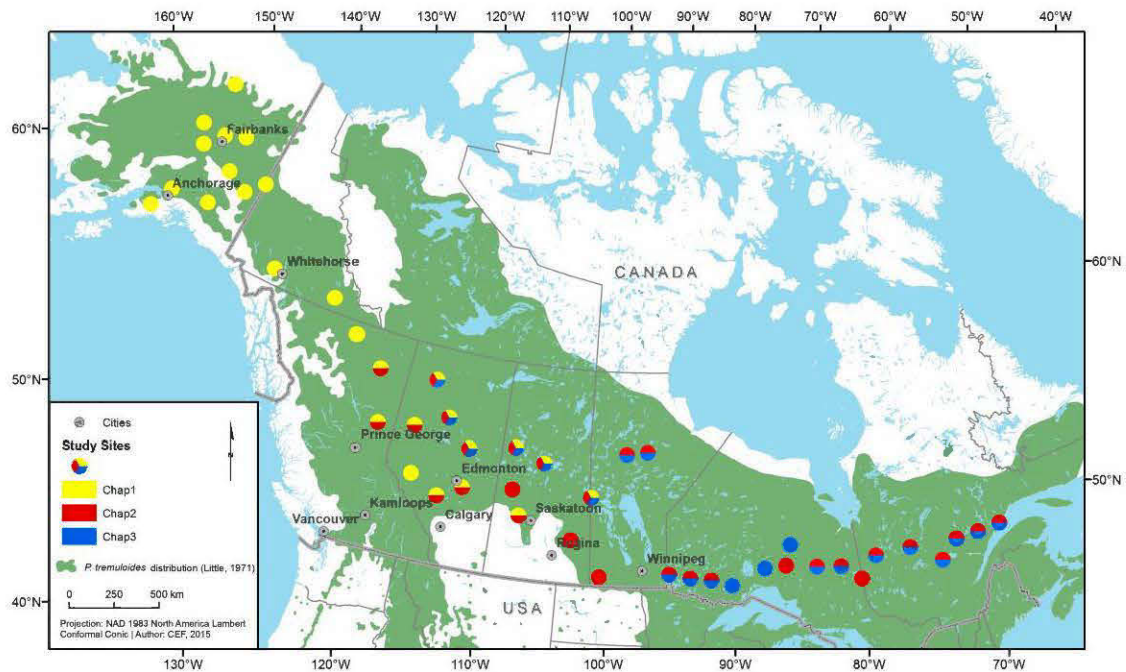 150°W 140°W 130°W 120°W 110°W 100°W 90°W 80°W 70°W 60°W 50°W 40°W
60°N
Fairbanks
Anchorage
Whitehorse
CANADA
60°N
50°N
Cities
Study Sites
Chap1
Chap2
Chap3
P. tremuloides distribution (Little, 1971)
0 250 500 km
Projection: NAD 1983 North America Lambert
Conformal Conic | Author: CEF, 2015
N
Prince George
Edmonton
50°N
Kamloops
Saskatoon
Vancouver
Calgary
Regina
Winnipeg
40°N
USA
40°N
130°W 120°W 110°W 100°W 90°W 80°W 70°W